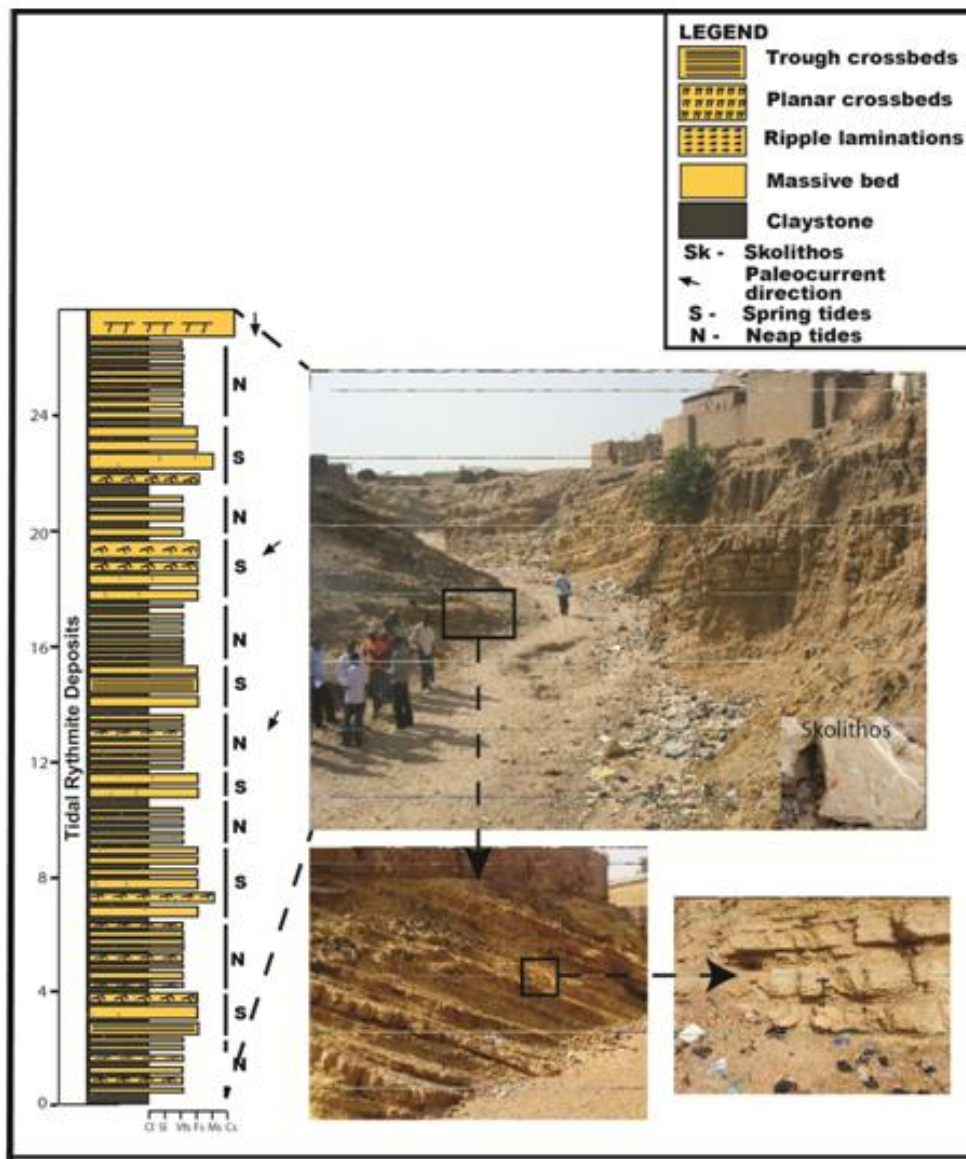 LEGEND
Trough crossbeds
Planar crossbeds
Ripple laminations
Massive bed
Claystone
Sk - Skolithos
Paleocurrent
direction
S - Spring tides
N - Neap tides
Tidal Rythmite Deposits
24
20
16
12
8
4
0
N
S
N
S
N
S
N
S
N
S
N
S
N
Cl Sl Vfs Fs Ms Cs
Skolithos